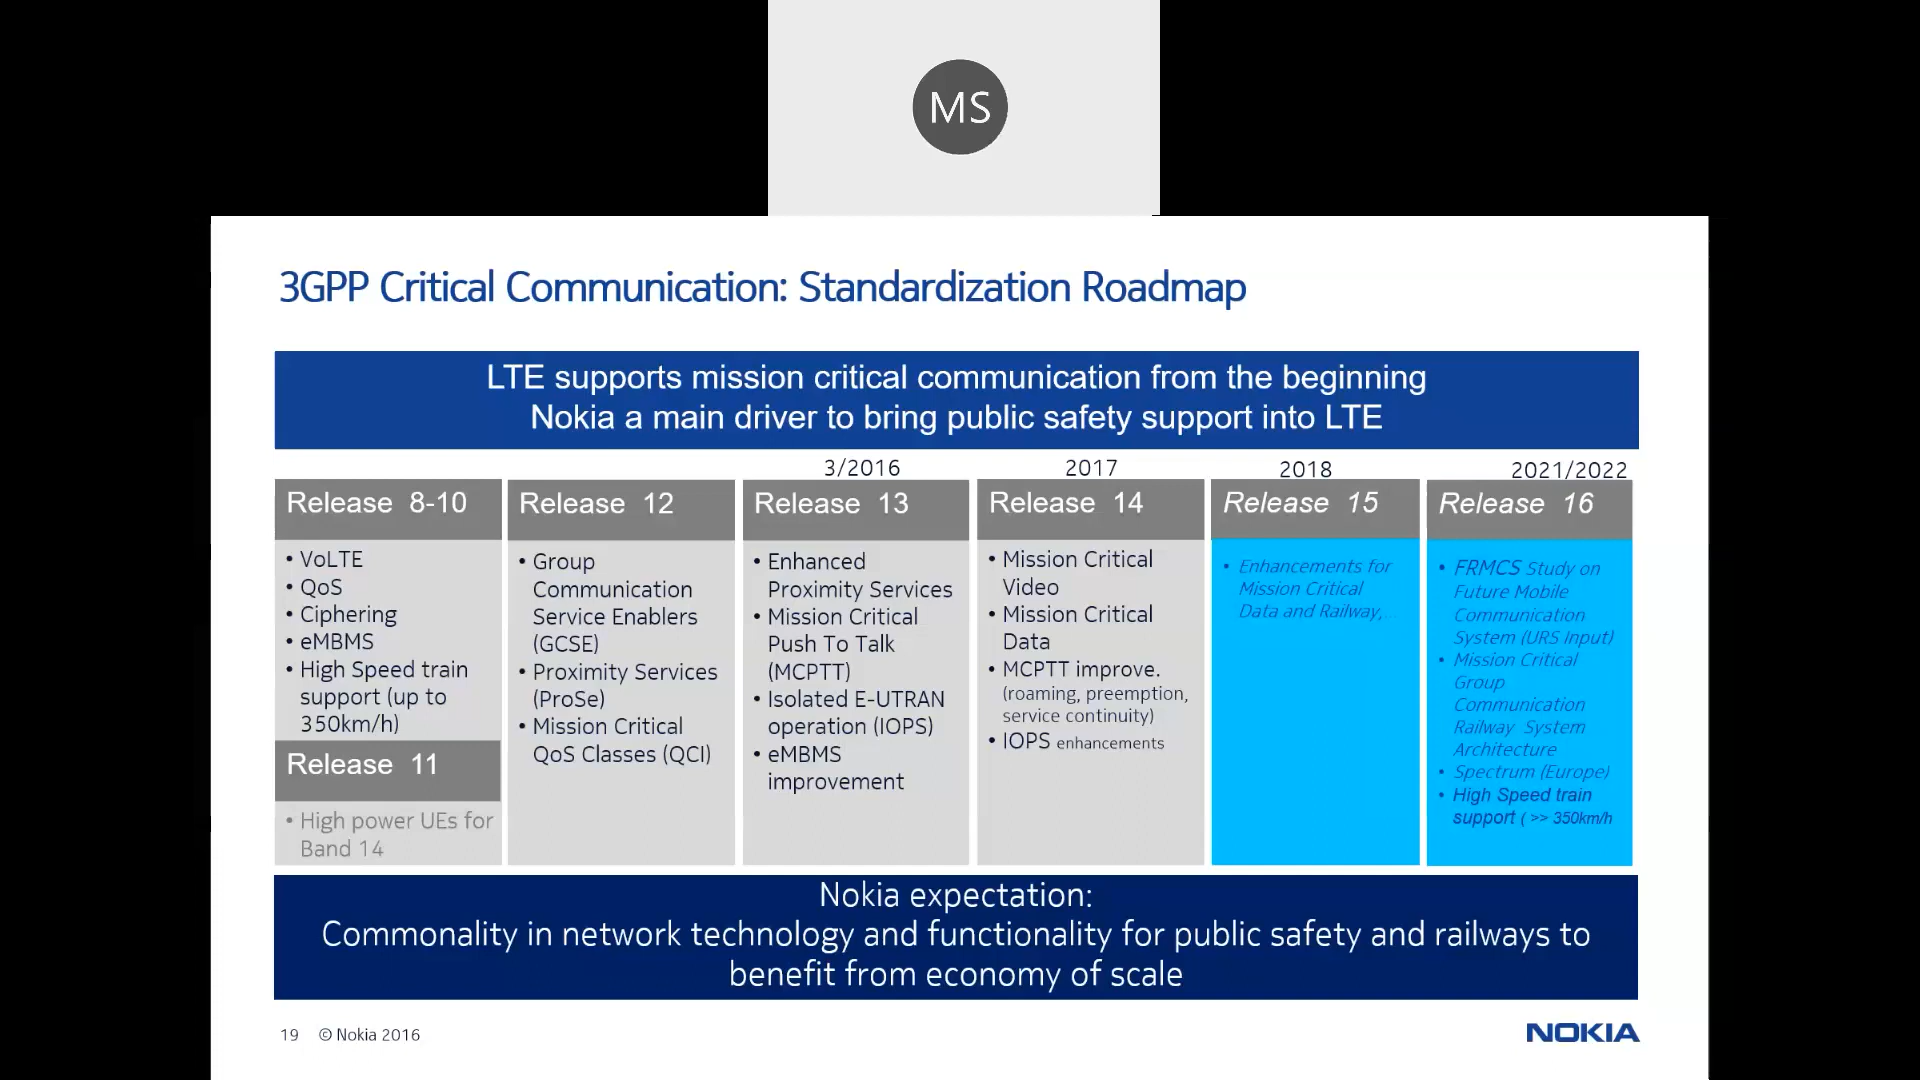 MS
3GPP Critical Communication: Standardization Roadmap
LTE supports mission critical communication from the beginning
Nokia a main driver to bring public safety support into LTE
3/2016
2017
2018
2021/2022
Release 8-10
• VoLTE
• QoS
• Ciphering
• eMBMS
• High Speed train
support (up to
350km/h)
Release 11
• High power UEs for
Band 14
Release 12
• Group
Communication
Service Enablers
(GCSE)
• Proximity Services
(ProSe)
• Mission Critical
QoS Classes (QCI)
Release 13
• Enhanced
Proximity Services
• Mission Critical
Push To Talk
(MCPTT)
• Isolated E-UTRAN
operation (IOPS)
• eMBMS
improvement
Release 14
• Mission Critical
Video
• Mission Critical
Data
• MCPTT improve.
(roaming, preemption,
service continuity)
• IOPS enhancements
Release 15
• Enhancements for
Mission Critical
Data and Railway,...
Release 16
• FRMCS Study on
Future Mobile
Communication
System (URS Input)
• Mission Critical
Group
Communication
Railway System
Architecture
• Spectrum (Europe)
• High Speed train
support ( >> 350km/h
Nokia expectation:
Commonality in network technology and functionality for public safety and railways to
benefit from economy of scale
19 © Nokia 2016
NOKIA